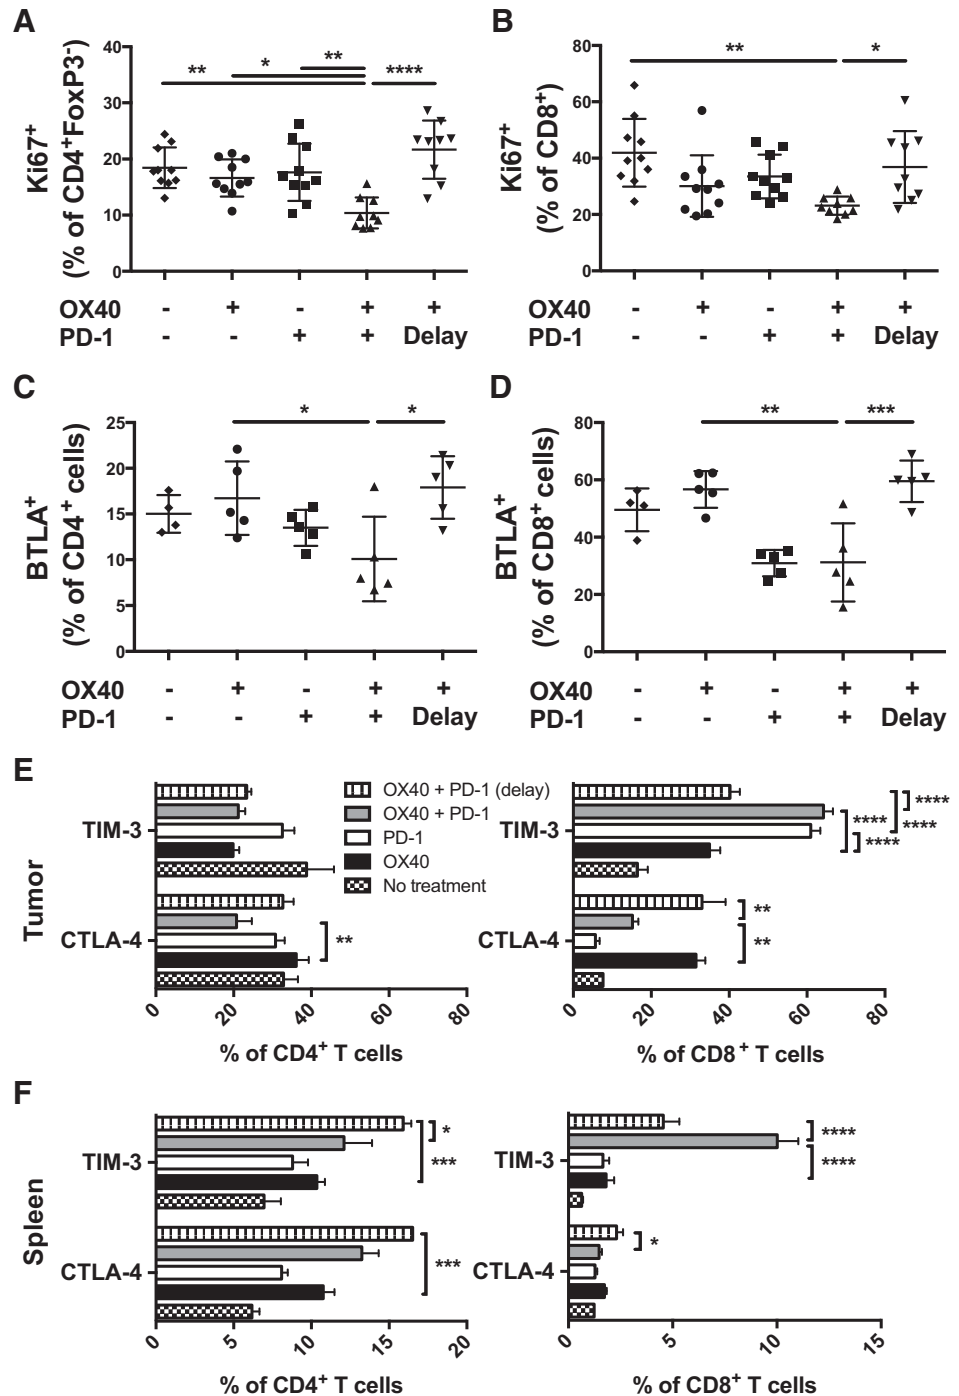 A
Ki67+
(% of CD4+FoxP3-)
40
30
20
10
0
** * ** ****
OX40 - + - + +
PD-1 - - + + Delay
B
Ki67+
(% of CD8+)
80
60
40
20
0
** *
OX40 - + - + +
PD-1 - - + + Delay
C
BTLA+
(% of CD4+ cells)
25
20
15
10
5
0
* *
OX40 - + - + +
PD-1 - - + + Delay
D
BTLA+
(% of CD8+ cells)
80
60
40
20
0
** ***
OX40 - + - + +
PD-1 - - + + Delay
E
Tumor
TIM-3
CTLA-4
**
0 20 40 60 80
% of CD4+ T cells
OX40 + PD-1 (delay)
OX40 + PD-1
PD-1
OX40
No treatment
TIM-3
CTLA-4
****
**** ****
****
**
**
0 20 40 60 80
% of CD8+ T cells
F
Spleen
TIM-3
CTLA-4
*
***
***
0 5 10 15 20
% of CD4+ T cells
TIM-3
CTLA-4
****
****
*
0 5 10 15
% of CD8+ T cells